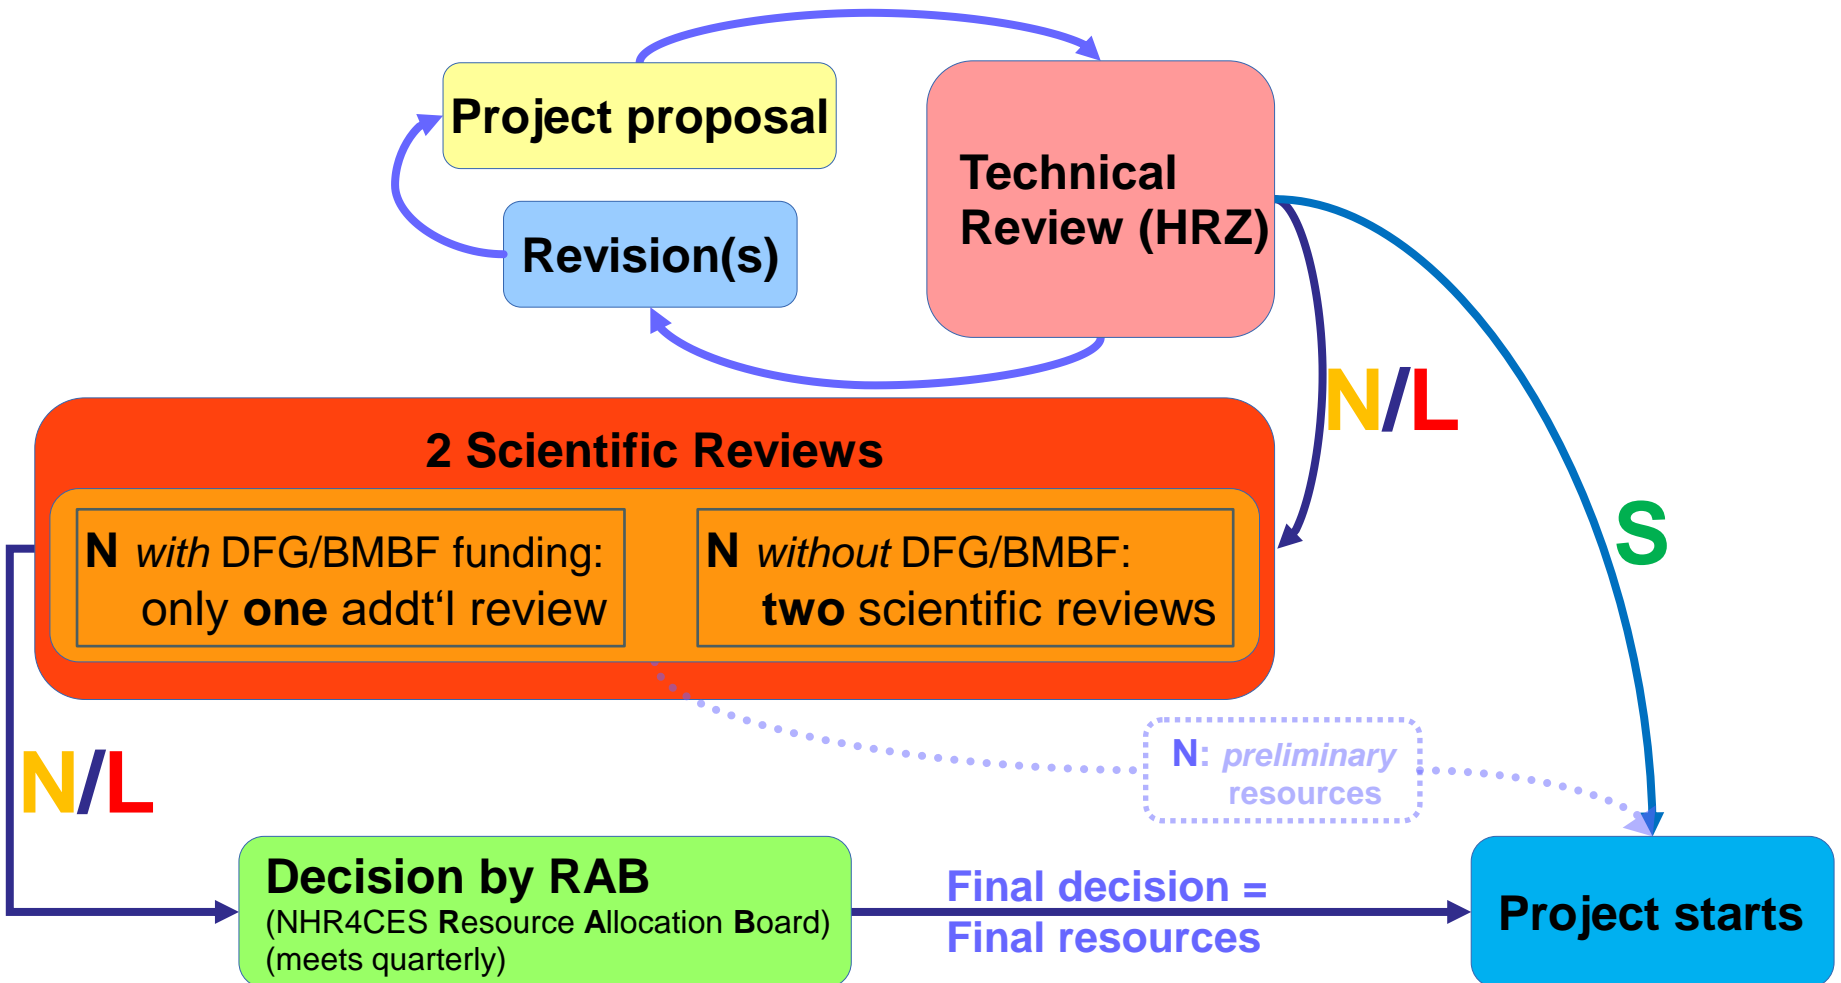 Project proposal
Technical
Review (HRZ)
Revision(s)
N/L
2 Scientific Reviews
N with DFG/BMBF funding:
only one addt‘l review
N without DFG/BMBF:
two scientific reviews
S
N: preliminary
resources
N/L
Decision by RAB
(NHR4CES Resource Allocation Board)
(meets quarterly)
Final decision =
Final resources
Project starts